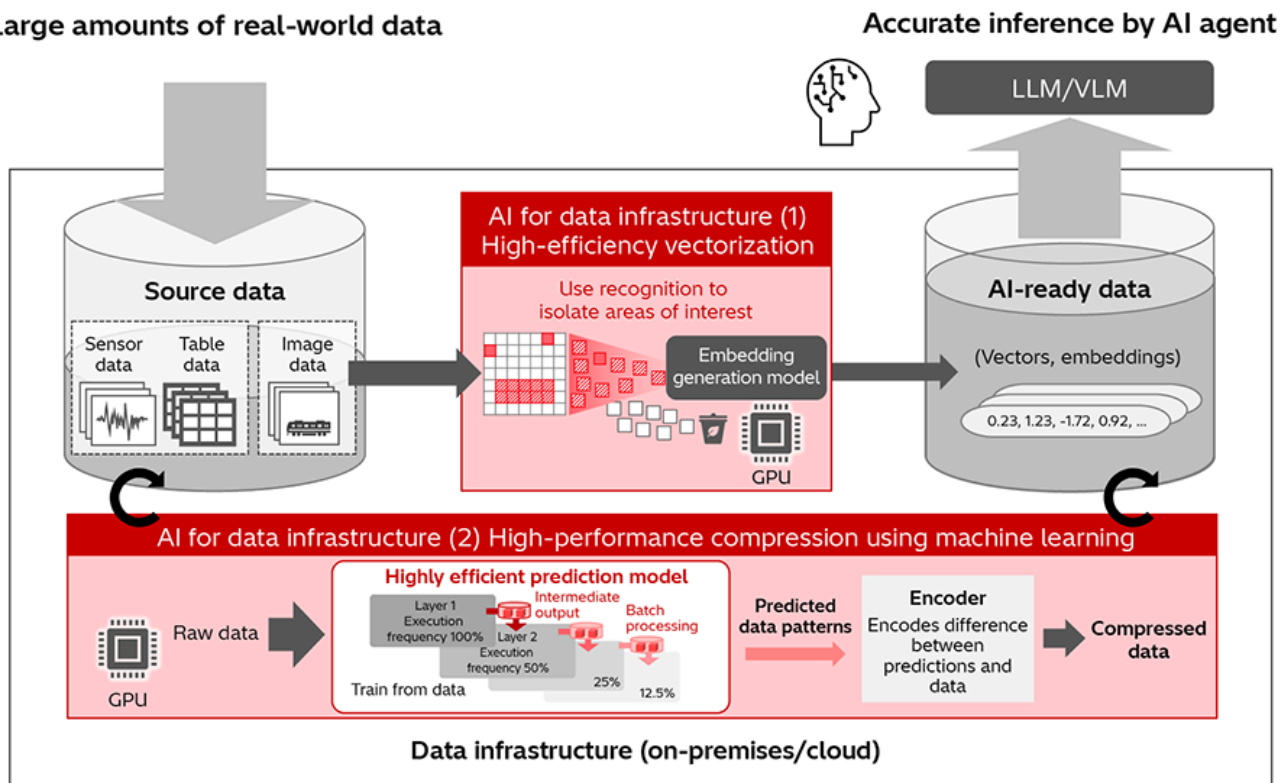 Large amounts of real-world data
Accurate inference by AI agent
LLM/VLM
AI for data infrastructure (1)
High-efficiency vectorization
Source data
Sensor
data
Table
data
Image
data
Use recognition to
isolate areas of interest
Embedding
generation model
GPU
AI-ready data
(Vectors, embeddings)
0.23, 1.23, -1.72, 0.92, ...
AI for data infrastructure (2) High-performance compression using machine learning
GPU
Raw data
Highly efficient prediction model
Layer 1
Execution
frequency 100%
Intermediate
output
Layer 2
Execution
frequency 50%
Batch
processing
25%
12.5%
Train from data
Predicted
data patterns
Encoder
Encodes difference
between
predictions and
data
Compressed
data
Data infrastructure (on-premises/cloud)